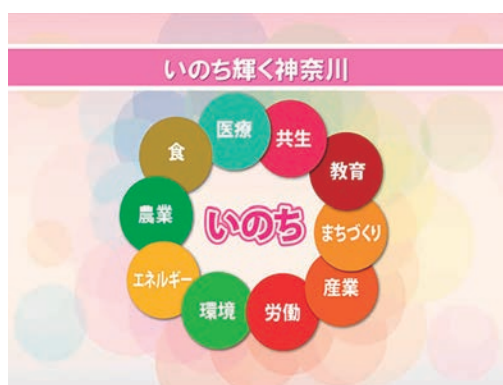 いのち輝く神奈川
医療
共生
食
教育
農業
いのち
まちづくり
エネルギー
産業
環境
労働